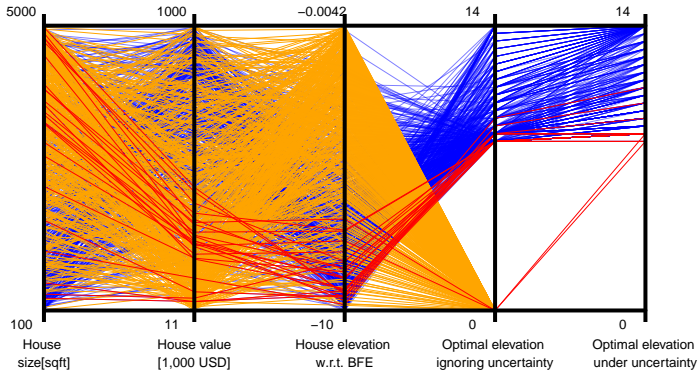 5000 1000 −0.0042 14 14
100 11 −10 0 0
House House value House elevation Optimal elevation Optimal elevation
size[sqft] [1,000 USD] w.r.t. BFE ignoring uncertainty under uncertainty